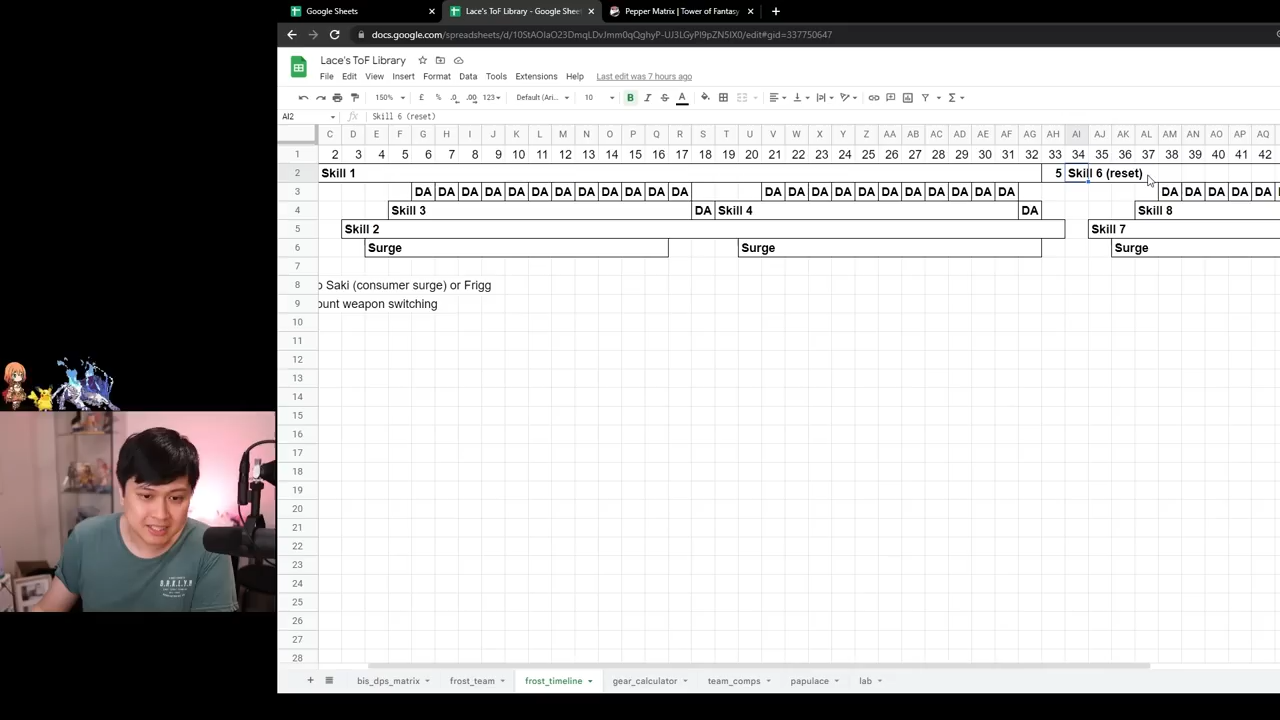 Google Sheets
Lace's ToF Library - Google Shee
Pepper Matrix | Tower of Fantasy
docs.google.com/spreadsheets/d/10StAOIaO23DmqLDvJmm0qQghyP-UJ3LGyPl9pZN5IX0/edit#gid=337750647
Lace's ToF Library
File Edit View Insert Format Data Tools Extensions Help Last edit was 7 hours ago
150% £ % .0 .00 123 Default (Ari... 10 B I S A
AI2 fx Skill 6 (reset)
C D E F G H I J K L M N O P Q R S T U V W X Y Z AA AB AC AD AE AF AG AH AI AJ AK AL AM AN AO AP AQ
1 2 3 4 5 6 7 8 9 10 11 12 13 14 15 16 17 18 19 20 21 22 23 24 25 26 27 28 29 30 31 32 33 34 35 36 37 38 39 40 41 42
2 Skill 1 5 Skill 6 (reset)
3 DA DA DA DA DA DA DA DA DA DA DA DA DA DA DA DA DA DA DA DA DA DA DA DA DA DA DA DA
4 Skill 3 DA Skill 4 DA Skill 8
5 Skill 2 Skill 7
6 Surge Surge Surge
7
8 o Saki (consumer surge) or Frigg
9 ount weapon switching
10
11
12
13
14
15
16
17
18
19
20
21
22
23
24
25
26
27
28
bis_dps_matrix frost_team frost_timeline gear_calculator team_comps papulace lab
BRKLYN